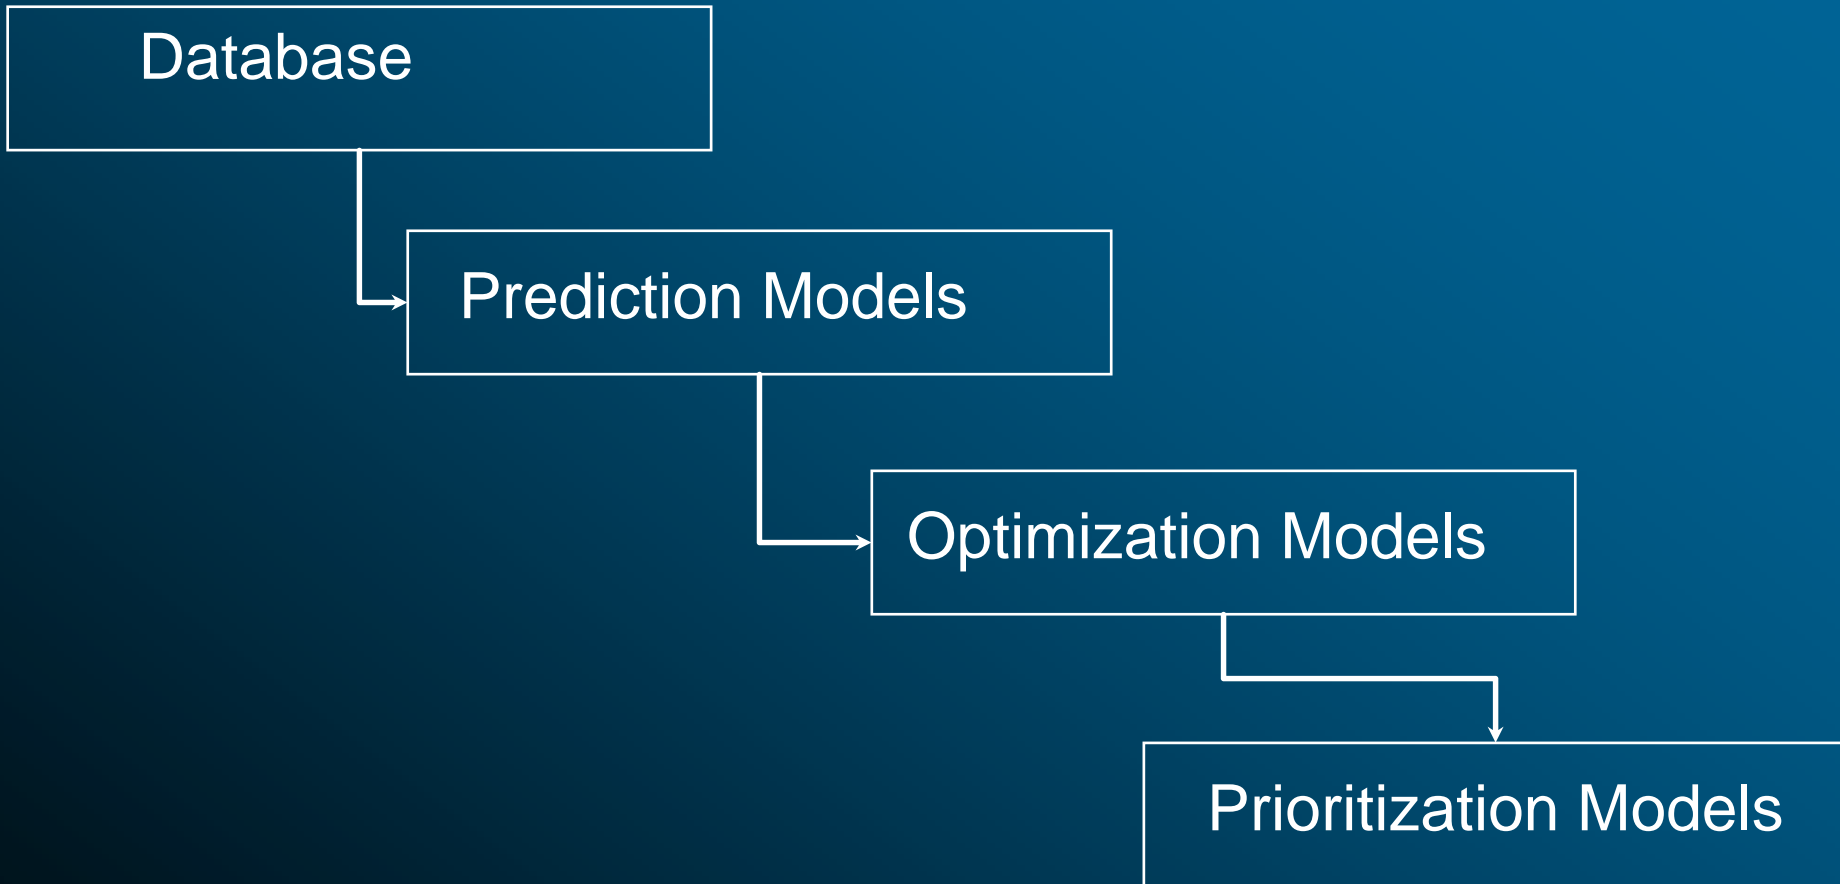 Database
Prediction Models
Optimization Models
Prioritization Models